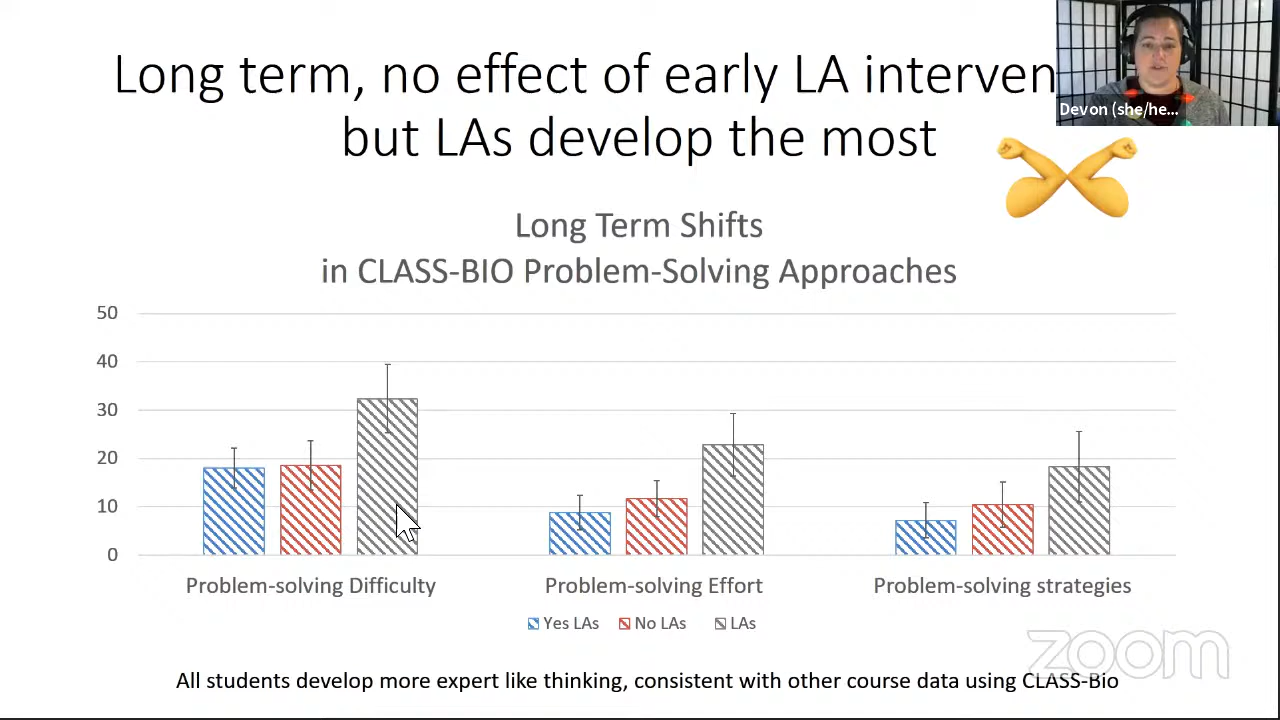 Long term, no effect of early LA interven
but LAs develop the most
Devon (she/he...
Long Term Shifts
in CLASS-BIO Problem-Solving Approaches
50
40
30
20
10
0
Problem-solving Difficulty
Problem-solving Effort
Problem-solving strategies
Yes LAs
No LAs
LAs
zoom
All students develop more expert like thinking, consistent with other course data using CLASS-Bio